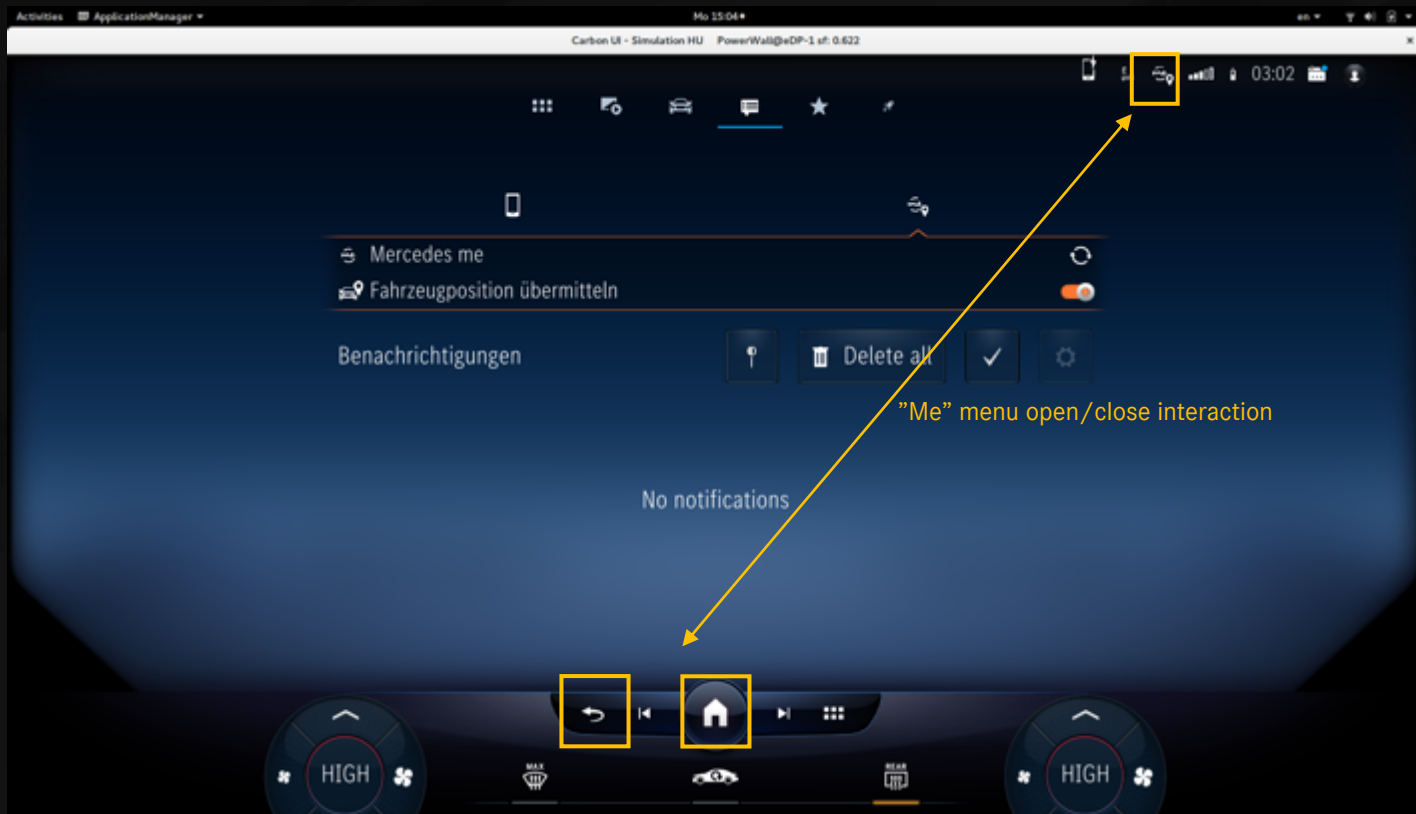 Activities ApplicationManager Mo 15:04 en
Carbon UI - Simulation HU PowerWall@eDP-1 sf: 0.622
03:02
Mercedes me
Fahrzeugposition übermitteln
Benachrichtigungen Delete all
”Me” menu open/close interaction
No notifications
HIGH MAX REAR HIGH